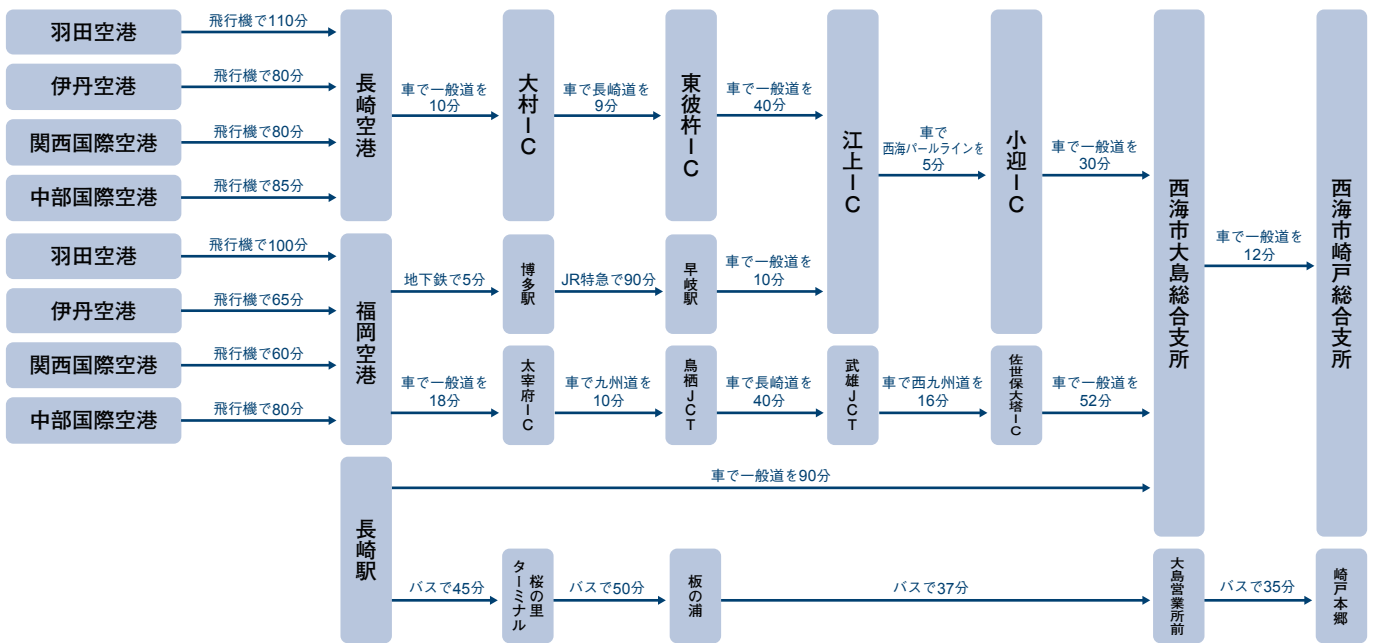 羽田空港
飛行機で110分
伊丹空港
飛行機で80分
関西国際空港
飛行機で80分
中部国際空港
飛行機で85分
長崎空港
車で一般道を
10分
大村IC
車で長崎道を
9分
東彼杵IC
車で一般道を
40分
羽田空港
飛行機で100分
伊丹空港
飛行機で65分
関西国際空港
飛行機で60分
中部国際空港
飛行機で80分
福岡空港
地下鉄で5分
博多駅
JR特急で90分
早岐駅
車で一般道を
10分
江上IC
車で
西海パールラインを
5分
小迎IC
車で一般道を
30分
車で一般道を
18分
太宰府IC
車で九州道を
10分
鳥栖JCT
車で長崎道を
40分
武雄JCT
車で西九州道を
16分
佐世保大塔IC
車で一般道を
52分
西海市大島総合支所
車で一般道を
12分
西海市崎戸総合支所
長崎駅
車で一般道を90分
バスで45分
桜の里
ターミナル
バスで50分
板の浦
バスで37分
大島営業所前
バスで35分
崎戸本郷